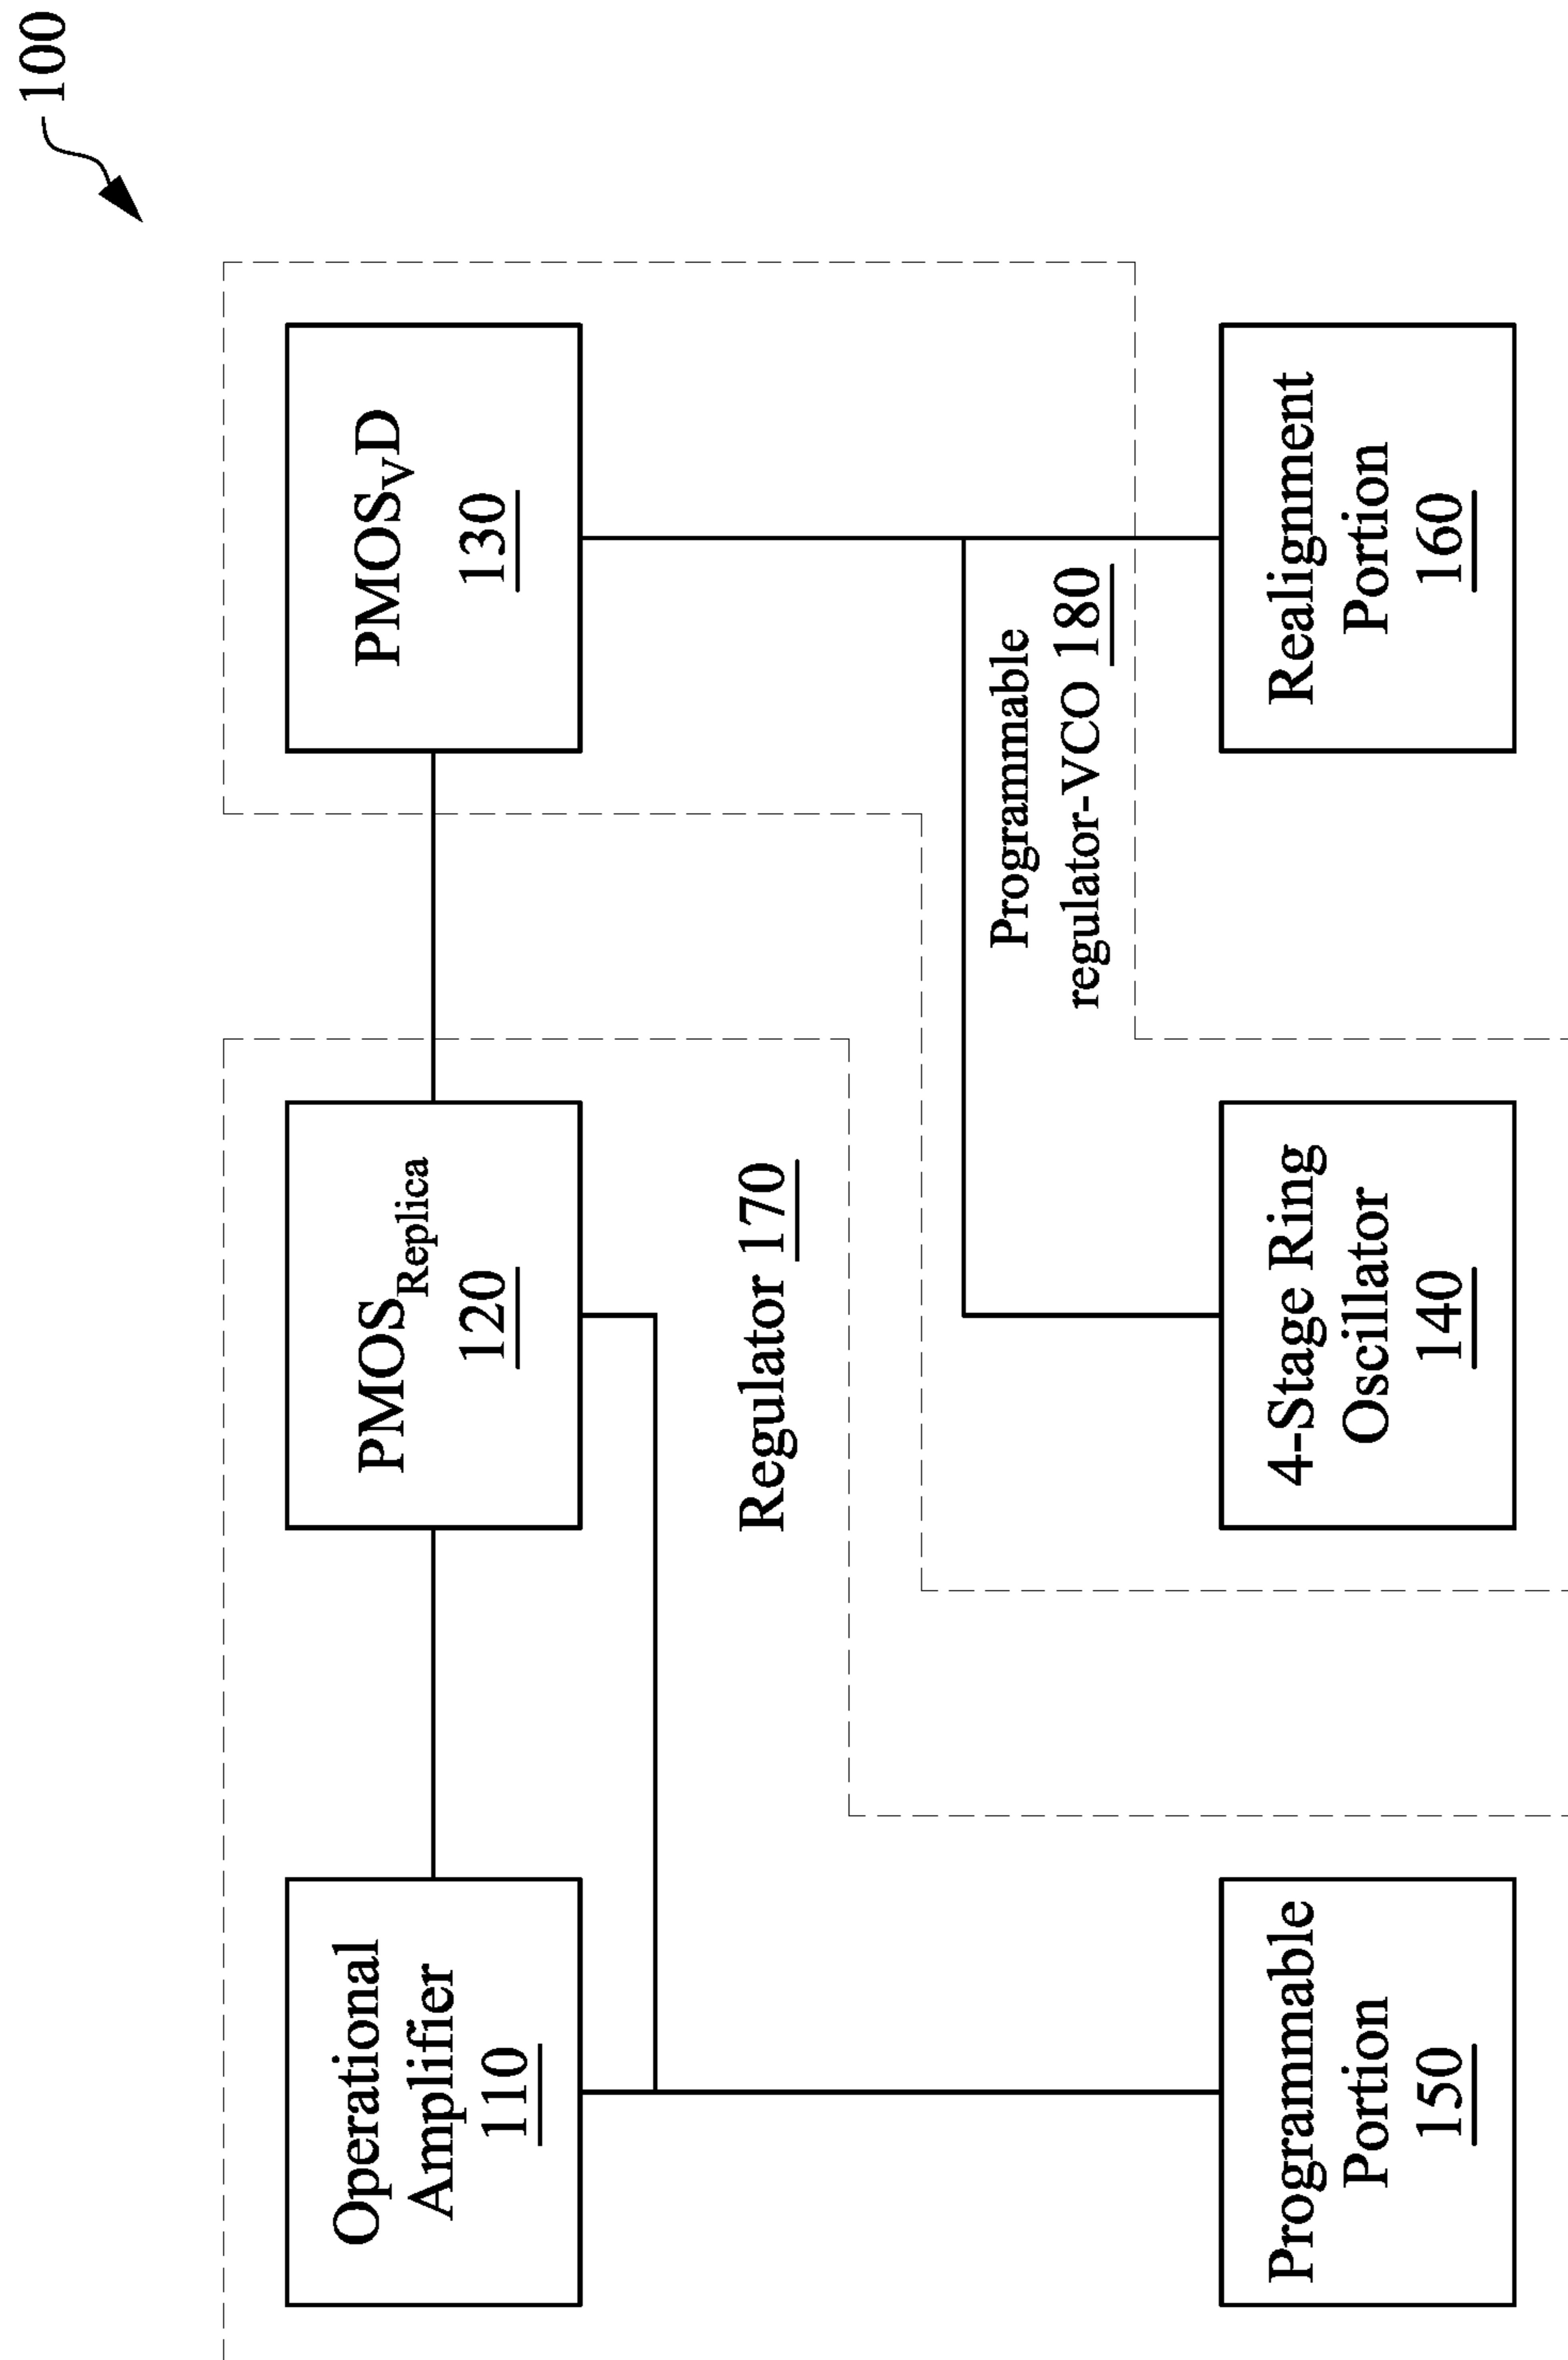 100
Operational
Amplifier
110
PMOSReplica
120
PMOSVD
130
Regulator 170
Programmable
regulator-VCO 180
Programmable
Portion
150
4-Stage Ring
Oscillator
140
Realignment
Portion
160